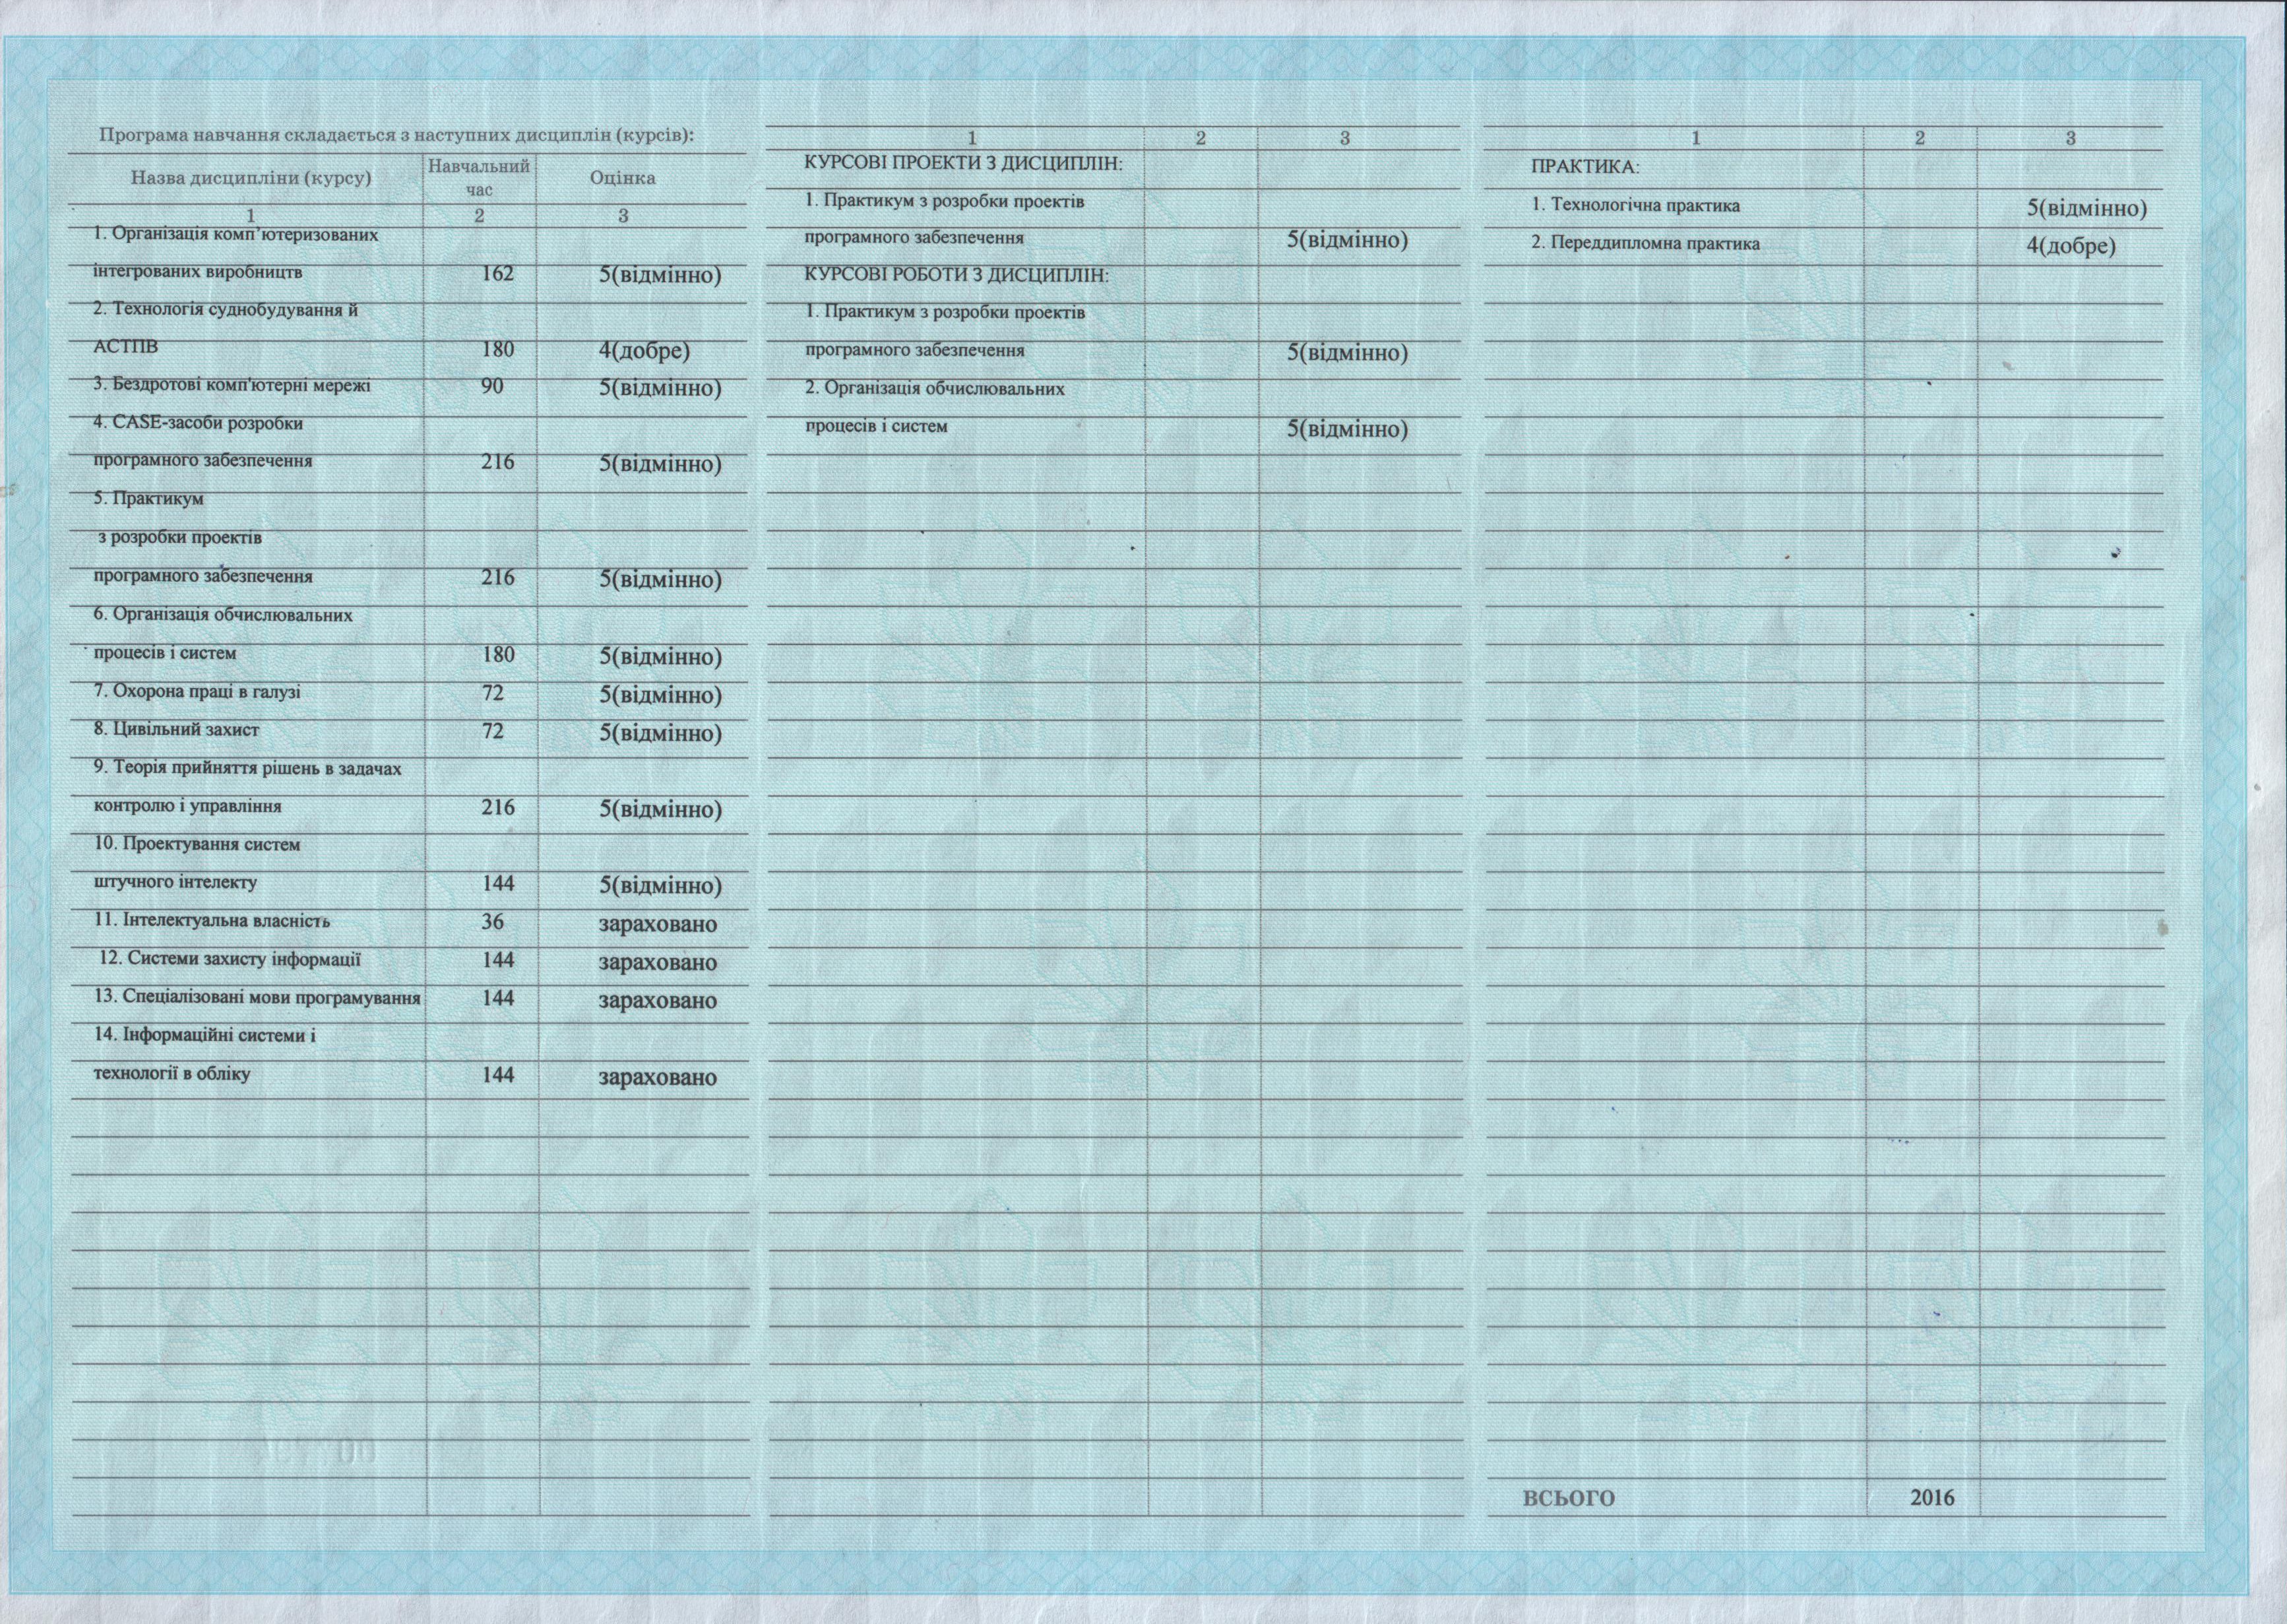 Програма навчання складається з наступних дисциплін (курсів):
Назва дисципліни (курсу) Навчальний час Оцінка
1 2 3
1. Організація комп’ютеризованих
інтегрованих виробництв 162 5(відмінно)
2. Технологія суднобудування й
АСТПВ 180 4(добре)
3. Бездротові комп'ютерні мережі 90 5(відмінно)
4. CASE-засоби розробки
програмного забезпечення 216 5(відмінно)
5. Практикум
з розробки проектів
програмного забезпечення 216 5(відмінно)
6. Організація обчислювальних
процесів і систем 180 5(відмінно)
7. Охорона праці в галузі 72 5(відмінно)
8. Цивільний захист 72 5(відмінно)
9. Теорія прийняття рішень в задачах
контролю і управління 216 5(відмінно)
10. Проектування систем
штучного інтелекту 144 5(відмінно)
11. Інтелектуальна власність 36 зараховано
12. Системи захисту інформації 144 зараховано
13. Спеціалізовані мови програмування 144 зараховано
14. Інформаційні системи і
технології в обліку 144 зараховано
1 2 3
КУРСОВІ ПРОЕКТИ З ДИСЦИПЛІН:
1. Практикум з розробки проектів
програмного забезпечення 5(відмінно)
КУРСОВІ РОБОТИ З ДИСЦИПЛІН:
1. Практикум з розробки проектів
програмного забезпечення 5(відмінно)
2. Організація обчислювальних
процесів і систем 5(відмінно)
1 2 3
ПРАКТИКА:
1. Технологічна практика 5(відмінно)
2. Переддипломна практика 4(добре)
ВСЬОГО 2016